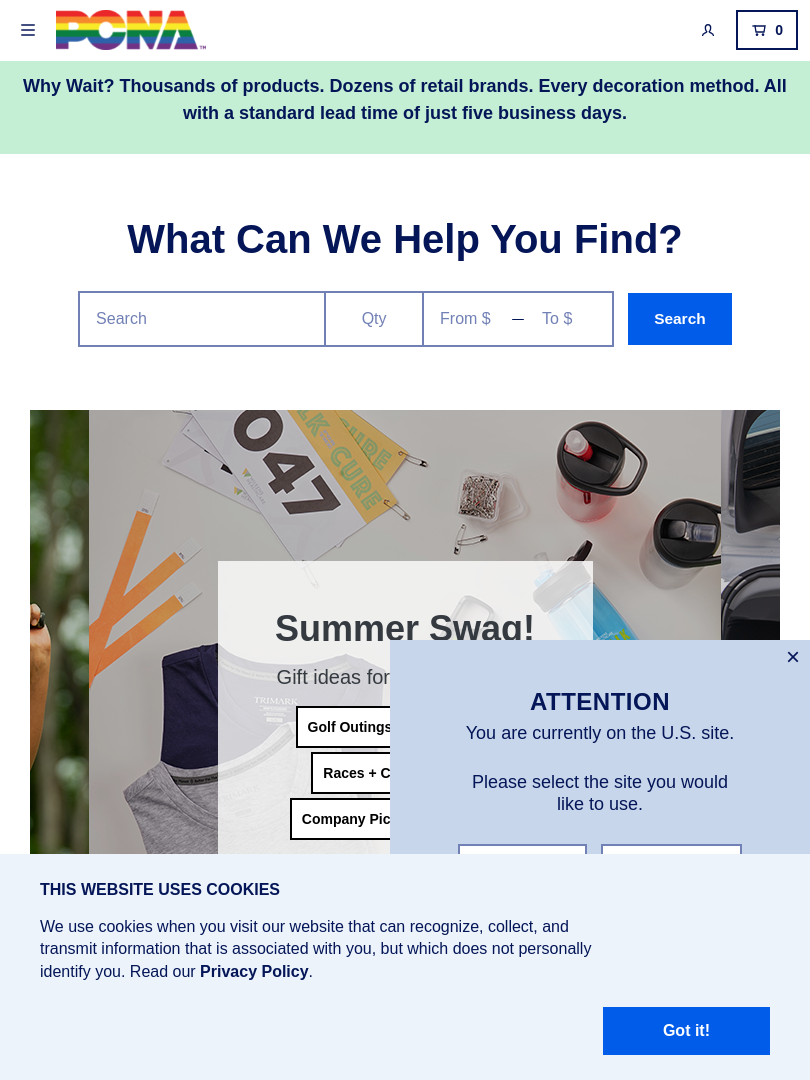 PCNA™
0
Why Wait? Thousands of products. Dozens of retail brands. Every decoration method. All
with a standard lead time of just five business days.
What Can We Help You Find?
Search
Qty
From $
To $
Search
047
CURE
CURE
Summer Swag!
Gift ideas for
TRIMARK
Golf Outings
Races + C
Company Pic
×
ATTENTION
You are currently on the U.S. site.
Please select the site you would
like to use.
THIS WEBSITE USES COOKIES
We use cookies when you visit our website that can recognize, collect, and
transmit information that is associated with you, but which does not personally
identify you. Read our Privacy Policy.
Got it!